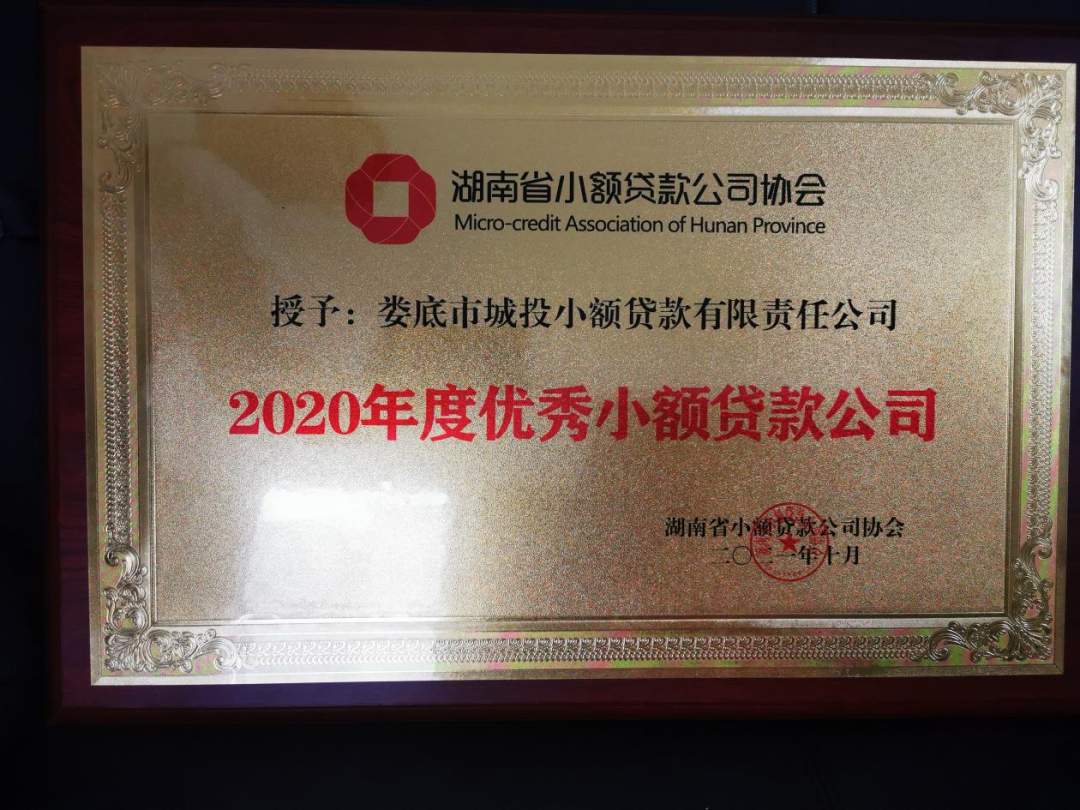 湖南省小额贷款公司协会
Micro-credit Association of Hunan Province
授予：娄底市城投小额贷款有限责任公司
2020年度优秀小额贷款公司
湖南省小额贷款公司协会
二〇二一年十月